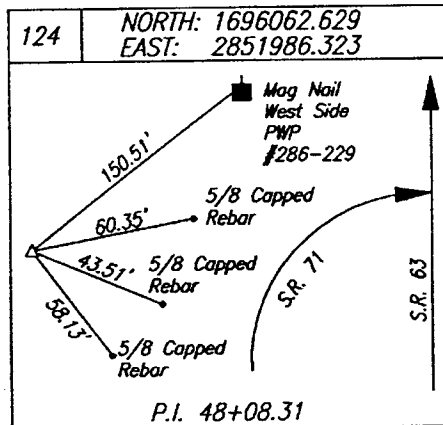 124
NORTH: 1696062.629
EAST: 2851986.323
Mag Nail
West Side
PWP
#286-229
150.51'
5/8 Capped
Rebar
60.35'
5/8 Capped
Rebar
43.51'
5/8 Capped
Rebar
58.13'
S.R. 71
S.R. 63
P.I. 48+08.31